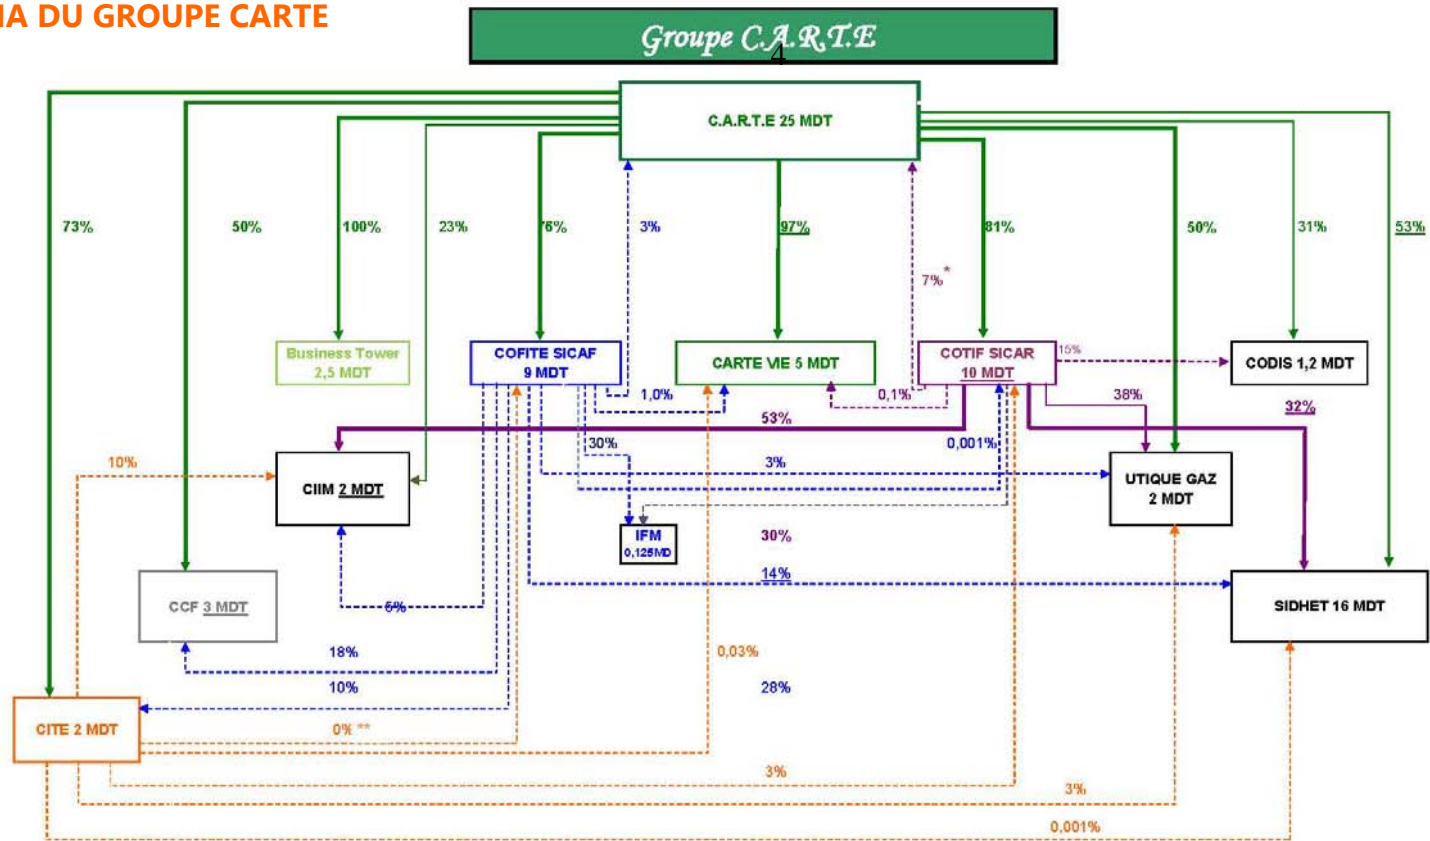 IA DU GROUPE CARTE
Groupe C.A.R.T.E
4
C.A.R.T.E 25 MDT
73%
50%
100%
23%
76%
3%
97%
81%
50%
31%
53%
7%*
Business Tower
2,5 MDT
COFITE SICAF
9 MDT
CARTE VIE 5 MDT
COTIF SICAR
10 MDT
15%
CODIS 1,2 MDT
1,0%
0,1%
38%
32%
53%
30%
0,001%
10%
3%
CIIM 2 MDT
UTIQUE GAZ
2 MDT
IFM
0,125MD
30%
14%
CCF 3 MDT
5%
SIDHET 16 MDT
18%
0,03%
10%
28%
CITE 2 MDT
0% **
3%
3%
0,001%